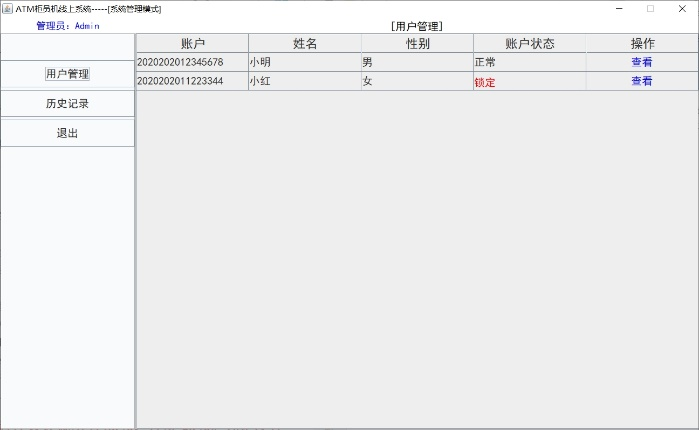 ATM柜员机线上系统-----[系统管理模式]
管理员：Admin
[用户管理]
用户管理
历史记录
退出
账户 姓名 性别 账户状态 操作
2020202012345678 小明 男 正常 查看
2020202011223344 小红 女 锁定 查看